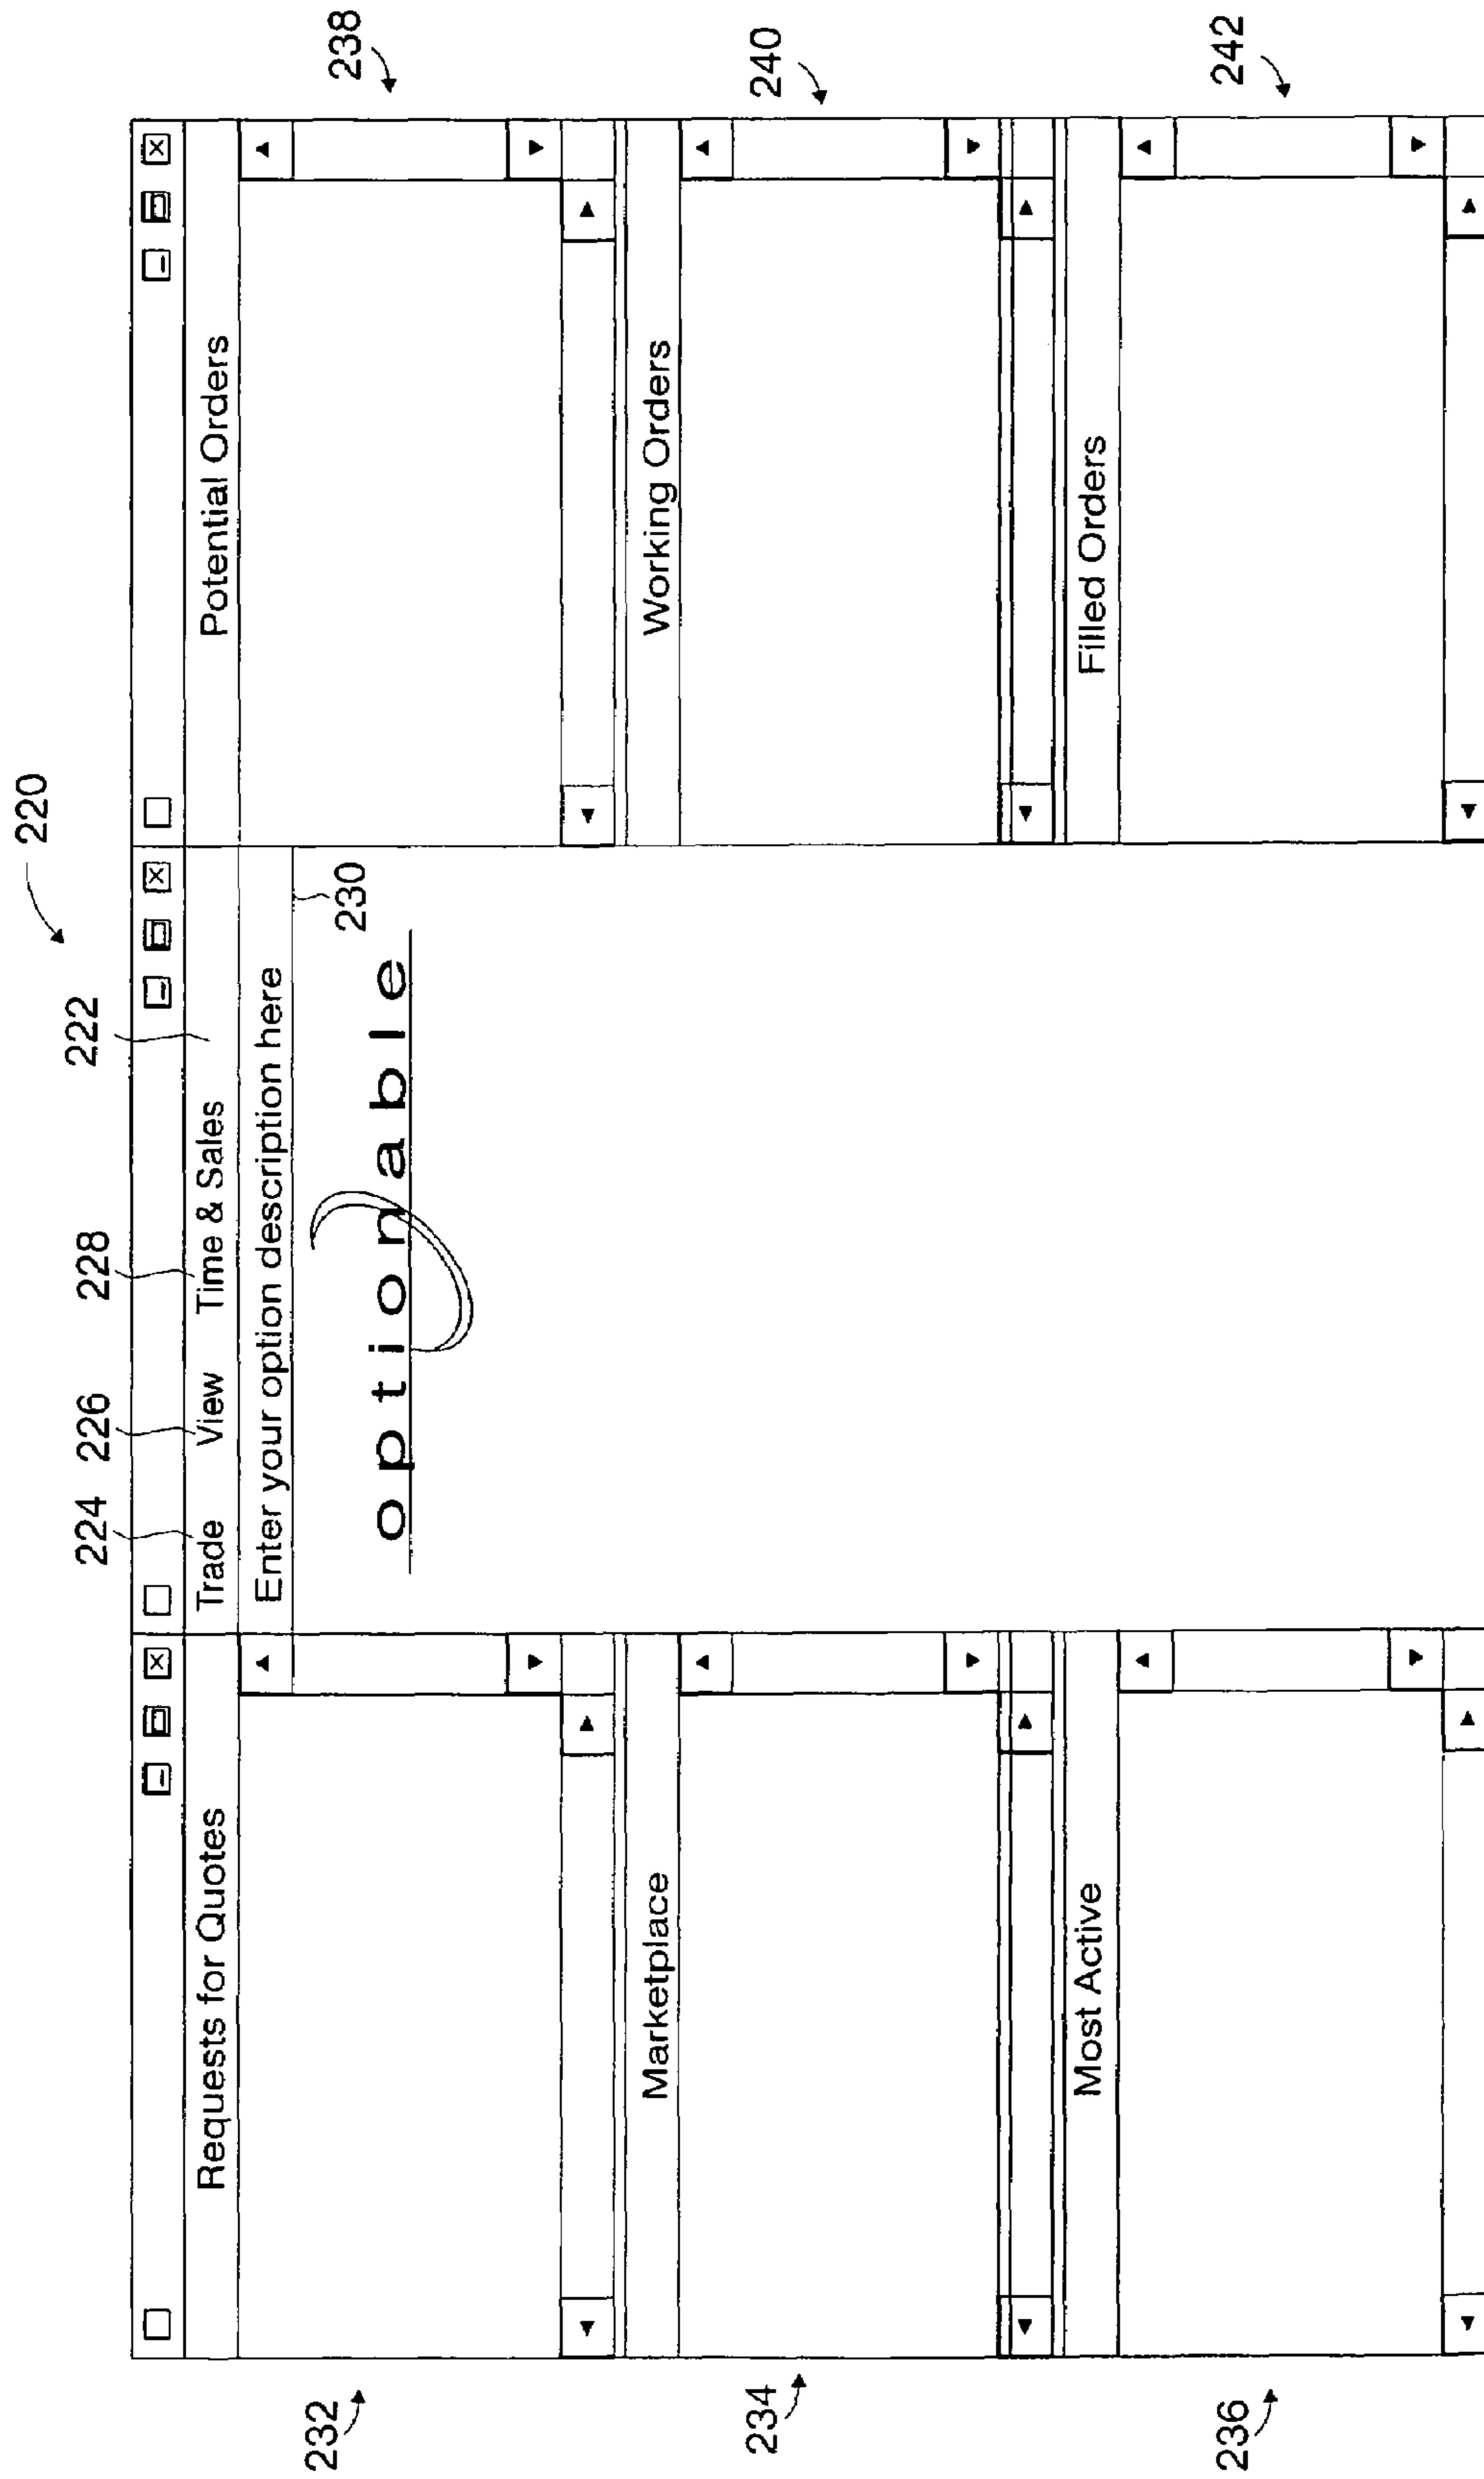 220
224 226 228 222
Requests for Quotes
Trade View Time & Sales
Potential Orders
Enter your option description here
230
optionable
232
238
Marketplace
Working Orders
234
240
Most Active
Filled Orders
236
242